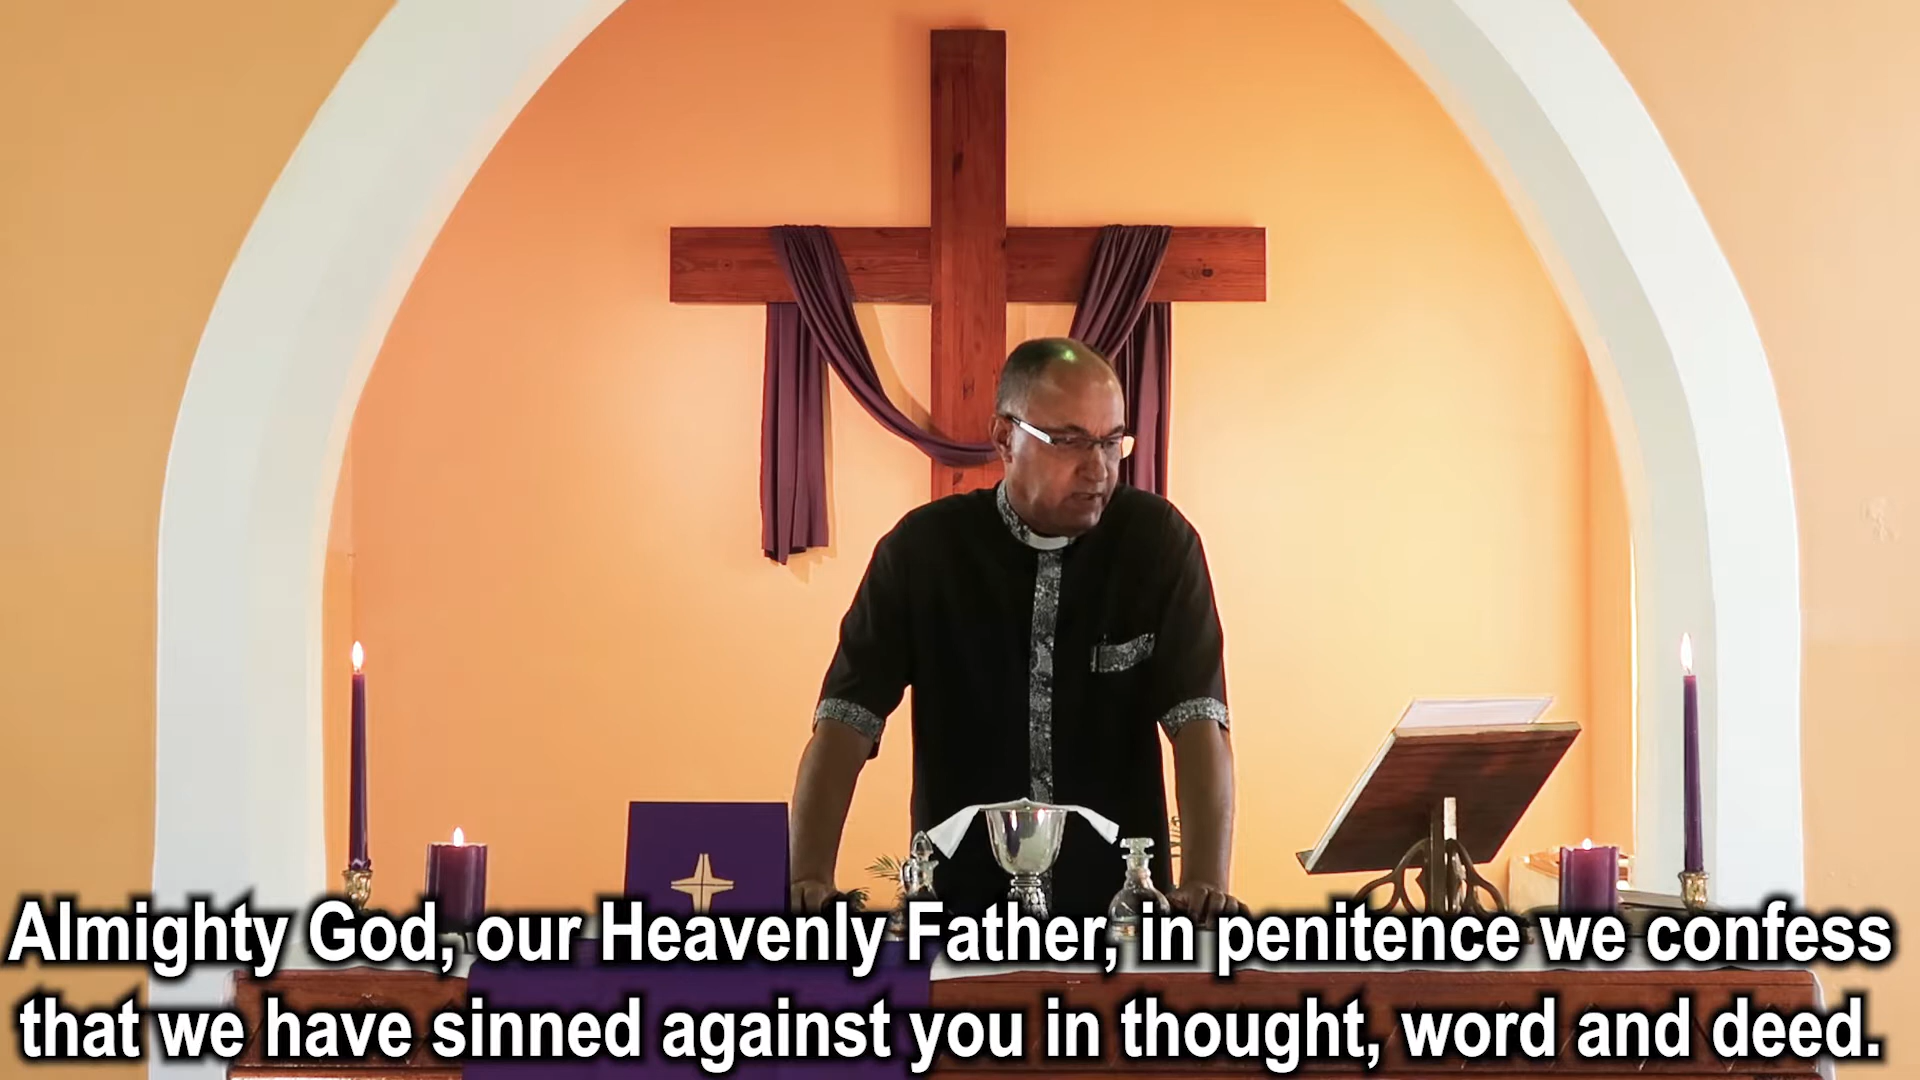 Almighty God, our Heavenly Father, in penitence we confess
that we have sinned against you in thought, word and deed.